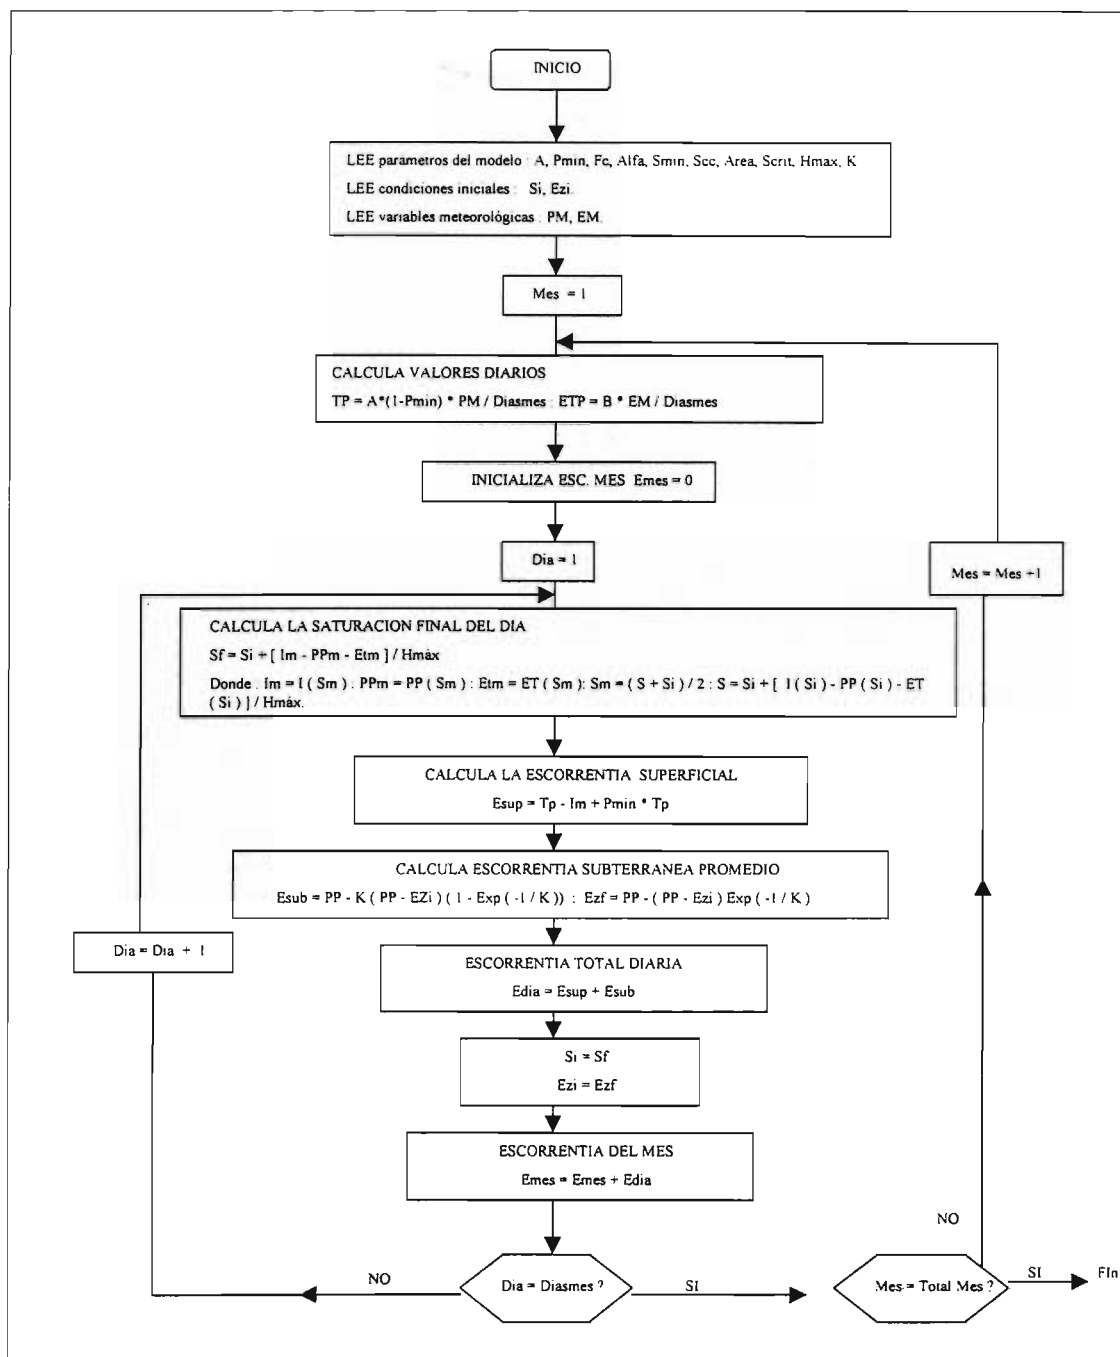 INICIO
LEE parámetros del modelo : A, Pmin, Fc, Alfa, Smin, Scc, Area, Scrit, Hmax, K
LEE condiciones iniciales : Si, Ezi.
LEE variables meteorológicas : PM, EM.
Mes = 1
CALCULA VALORES DIARIOS
TP = A*(1-Pmin) * PM / Diasmes : ETP = B * EM / Diasmes
INICIALIZA ESC. MES Emes = 0
Dia = 1
Mes = Mes +1
CALCULA LA SATURACION FINAL DEL DIA
Sf = Si + [ Im - PPm - Etm ] / Hmáx
Donde : Im = I ( Sm ) : PPm = PP ( Sm ) : Etm = ET ( Sm ): Sm = ( S + Si ) / 2 : S = Si + [ I ( Si ) - PP ( Si ) - ET
( Si ) ] / Hmáx.
CALCULA LA ESCORRENTIA SUPERFICIAL
Esup = Tp - Im + Pmin * Tp
CALCULA ESCORRENTIA SUBTERRANEA PROMEDIO
Esub = PP - K ( PP - EZi ) ( 1 - Exp ( -1 / K )) : Ezf = PP - ( PP - Ezi ) Exp ( -1 / K )
Dia = Dia + 1
ESCORRENTIA TOTAL DIARIA
Edia = Esup + Esub
Si = Sf
Ezi = Ezf
ESCORRENTIA DEL MES
Emes = Emes + Edia
NO
NO
Dia = Diasmes ?
SI
Mes = Total Mes ?
SI
Fin